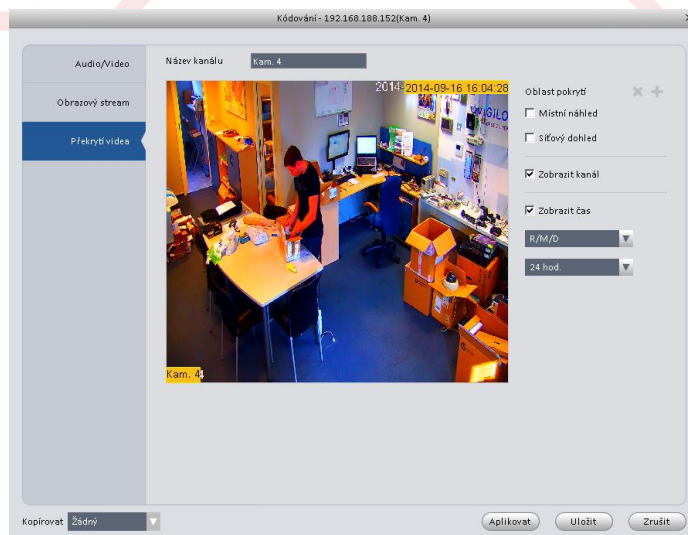 Kódování - 192.168.188.152(Kam. 4)
Audio/Video
Obrazový stream
Překrytí videa
Název kanálu
Kam. 4
2014-
2014-09-16 16:04:28
VIGILO
Kam. 4
Oblast pokrytí
Místní náhled
Síťový dohled
Zobrazit kanál
Zobrazit čas
R/M/D
24 hod.
Kopírovat
Žádný
Aplikovat
Uložit
Zrušit